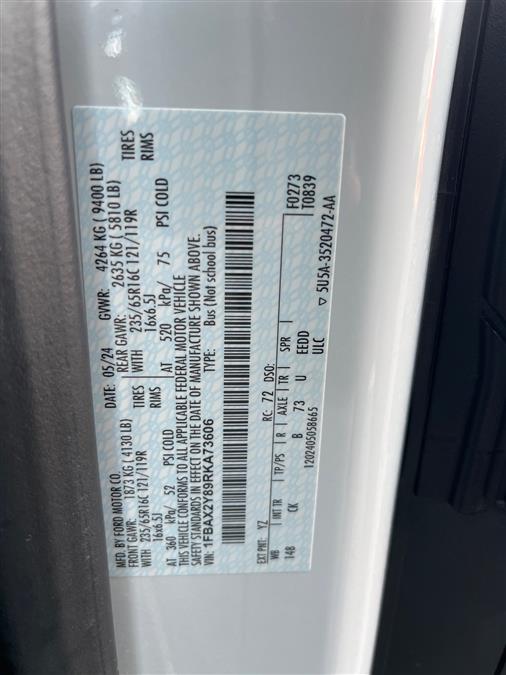 MFD. BY FORD MOTOR CO. DATE: 05/24 GVWR: 4264 KG ( 9400 LB)
FRONT GAWR: 1873 KG ( 4130 LB) REAR GAWR: 2635 KG ( 5810 LB)
WITH 235/65R16C 121/119R TIRES WITH 235/65R16C 121/119R TIRES
16x6.5J RIMS 16x6.5J RIMS
AT 360 kPa/ 52 PSI COLD AT 520 kPa/ 75 PSI COLD
THIS VEHICLE CONFORMS TO ALL APPLICABLE FEDERAL MOTOR VEHICLE
SAFETY STANDARDS IN EFFECT ON THE DATE OF MANUFACTURE SHOWN ABOVE.
VIN: 1FBAX2Y89RKA73606 TYPE: Bus (Not school bus)
F0273
T0839
EXT PNT: YZ RC: 72 DSO:
WB INT TR TP/PS R AXLE TR SPR
148 CK B 73 U EEDD
ULC
1202405058665 ▽ 5U5A-3520472-AA